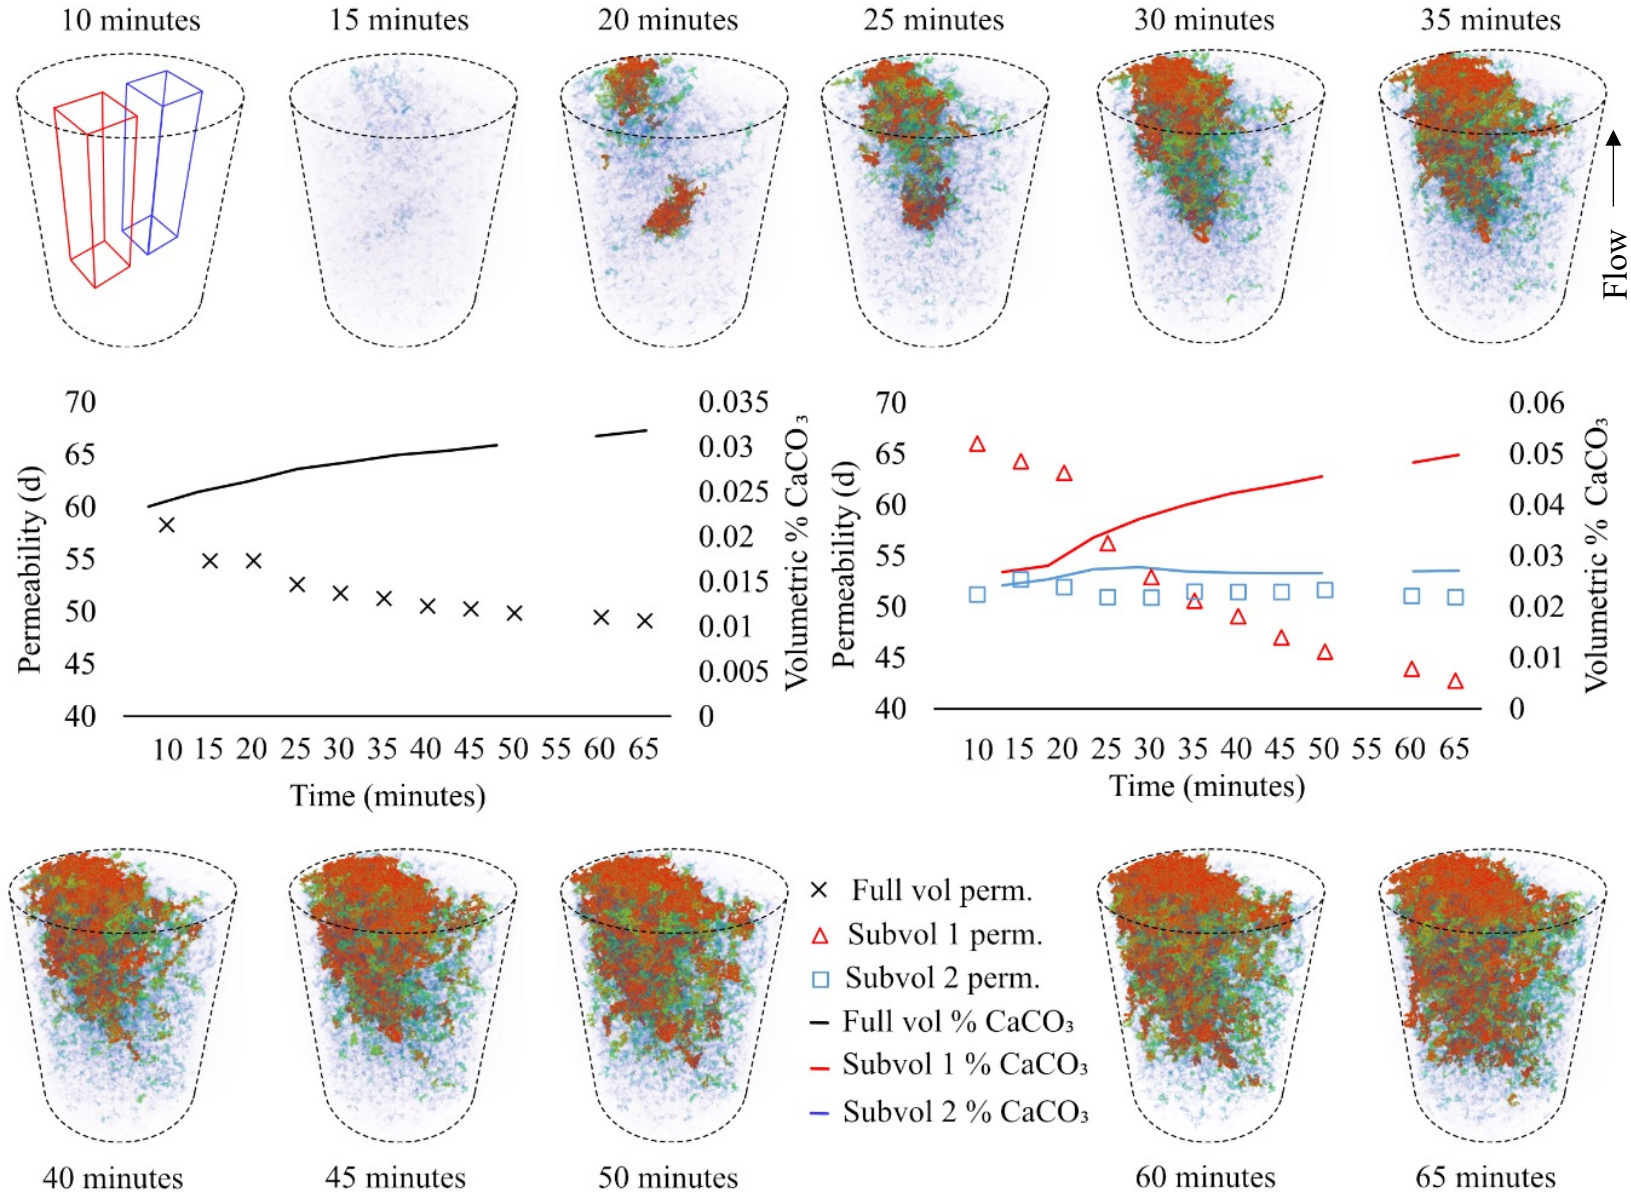 10 minutes
15 minutes
20 minutes
25 minutes
30 minutes
35 minutes
Flow
Permeability (d)
70
65
60
55
50
45
40
0.035
0.03
0.025
0.02
0.015
0.01
0.005
0
Volumetric % CaCO₃
10 15 20 25 30 35 40 45 50 55 60 65
Time (minutes)
Permeability (d)
70
65
60
55
50
45
40
0.06
0.05
0.04
0.03
0.02
0.01
0
Volumetric % CaCO₃
10 15 20 25 30 35 40 45 50 55 60 65
Time (minutes)
Full vol perm.
Subvol 1 perm.
Subvol 2 perm.
Full vol % CaCO₃
Subvol 1 % CaCO₃
Subvol 2 % CaCO₃
40 minutes
45 minutes
50 minutes
60 minutes
65 minutes